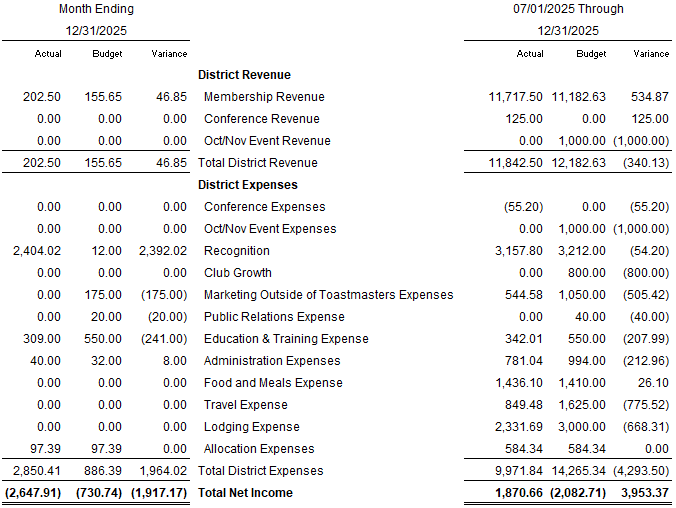 Month Ending 07/01/2025 Through
12/31/2025 12/31/2025
Actual Budget Variance Actual Budget Variance
District Revenue
202.50 155.65 46.85 Membership Revenue 11,717.50 11,182.63 534.87
0.00 0.00 0.00 Conference Revenue 125.00 0.00 125.00
0.00 0.00 0.00 Oct/Nov Event Revenue 0.00 1,000.00 (1,000.00)
202.50 155.65 46.85 Total District Revenue 11,842.50 12,182.63 (340.13)
District Expenses
0.00 0.00 0.00 Conference Expenses (55.20) 0.00 (55.20)
0.00 0.00 0.00 Oct/Nov Event Expenses 0.00 1,000.00 (1,000.00)
2,404.02 12.00 2,392.02 Recognition 3,157.80 3,212.00 (54.20)
0.00 0.00 0.00 Club Growth 0.00 800.00 (800.00)
0.00 175.00 (175.00) Marketing Outside of Toastmasters Expenses 544.58 1,050.00 (505.42)
0.00 20.00 (20.00) Public Relations Expense 0.00 40.00 (40.00)
309.00 550.00 (241.00) Education & Training Expense 342.01 550.00 (207.99)
40.00 32.00 8.00 Administration Expenses 781.04 994.00 (212.96)
0.00 0.00 0.00 Food and Meals Expense 1,436.10 1,410.00 26.10
0.00 0.00 0.00 Travel Expense 849.48 1,625.00 (775.52)
0.00 0.00 0.00 Lodging Expense 2,331.69 3,000.00 (668.31)
97.39 97.39 0.00 Allocation Expenses 584.34 584.34 0.00
2,850.41 886.39 1,964.02 Total District Expenses 9,971.84 14,265.34 (4,293.50)
(2,647.91) (730.74) (1,917.17) Total Net Income 1,870.66 (2,082.71) 3,953.37